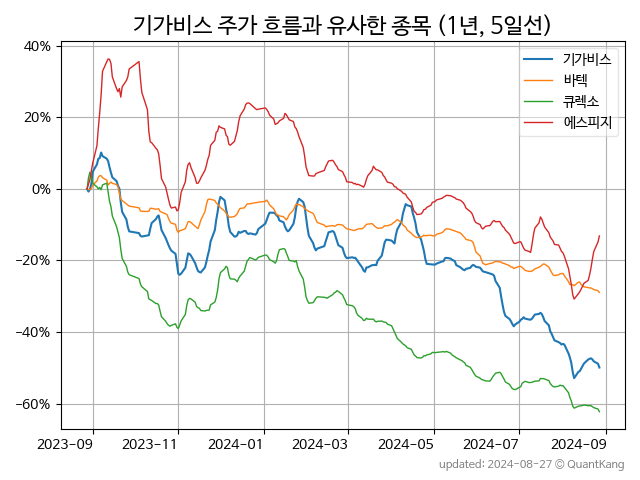 기가비스 주가 흐름과 유사한 종목 (1년, 5일선)
기가비스
바텍
큐렉소
에스피지
40%
20%
0%
−20%
−40%
−60%
2023-09 2023-11 2024-01 2024-03 2024-05 2024-07 2024-09
updated: 2024-08-27 © QuantKang